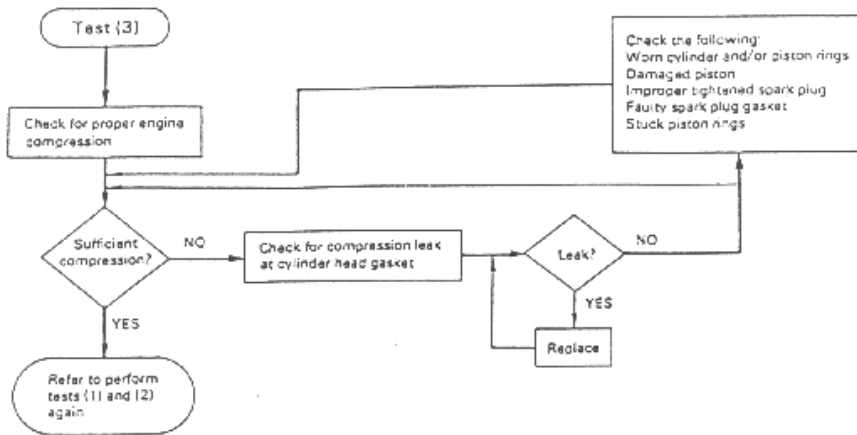 Test (3)
Check for proper engine
compression
Sufficient
compression?
NO
YES
Refer to perform
tests (1) and (2)
again
Check for compression leak
at cylinder head gasket
Leak?
YES
Replace
NO
Check the following:
Worn cylinder and/or piston rings
Damaged piston
Improper tightened spark plug
Faulty spark plug gasket
Stuck piston rings